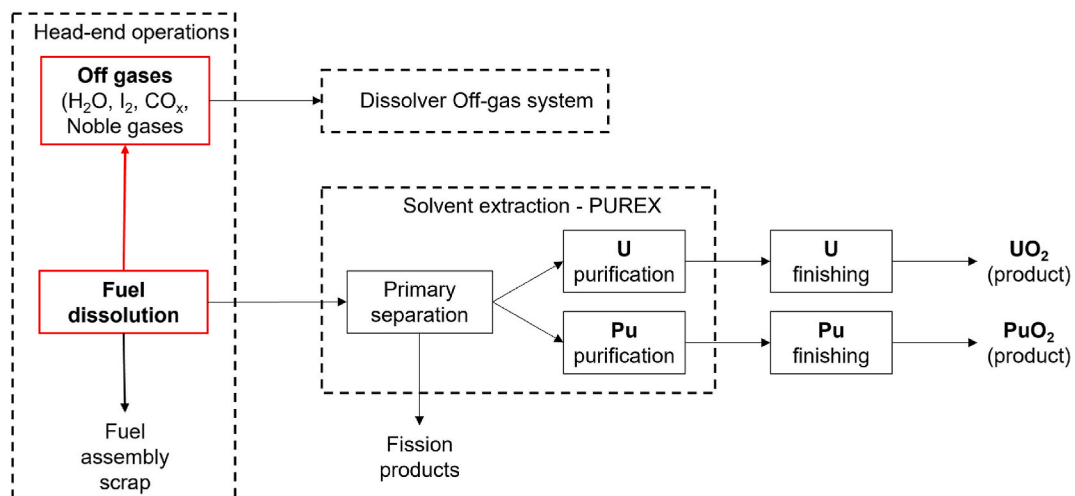 Head-end operations
Off gases
(H₂O, I₂, COₓ,
Noble gases
Dissolver Off-gas system
Solvent extraction - PUREX
Fuel
dissolution
Primary
separation
U
purification
U
finishing
UO₂
(product)
Pu
purification
Pu
finishing
PuO₂
(product)
Fuel
assembly
scrap
Fission
products